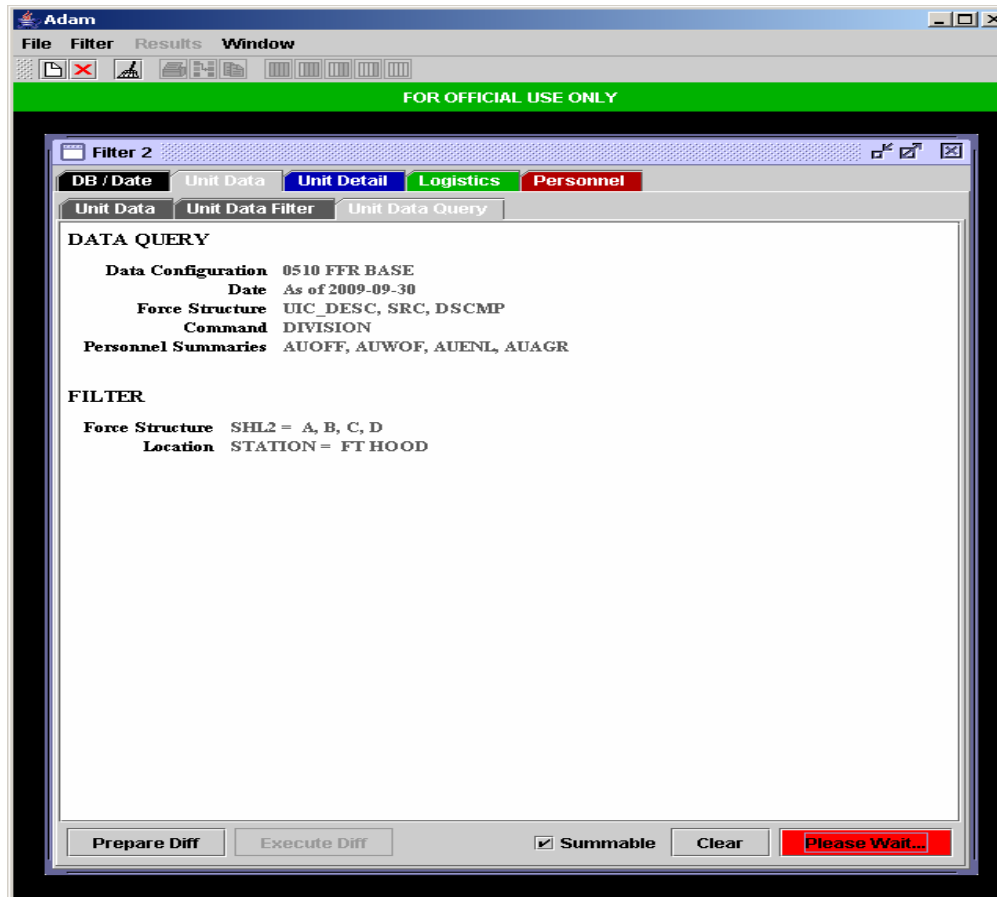 Adam
File Filter Results Window
FOR OFFICIAL USE ONLY
Filter 2
DB / Date Unit Data Unit Detail Logistics Personnel
Unit Data Unit Data Filter Unit Data Query
DATA QUERY
Data Configuration 0510 FFR BASE
Date As of 2009-09-30
Force Structure UIC_DESC, SRC, DSCMP
Command DIVISION
Personnel Summaries AUOFF, AUWOF, AUENL, AUAGR
FILTER
Force Structure SHL2 = A, B, C, D
Location STATION = FT HOOD
Prepare Diff Execute Diff Summable Clear Please Wait...